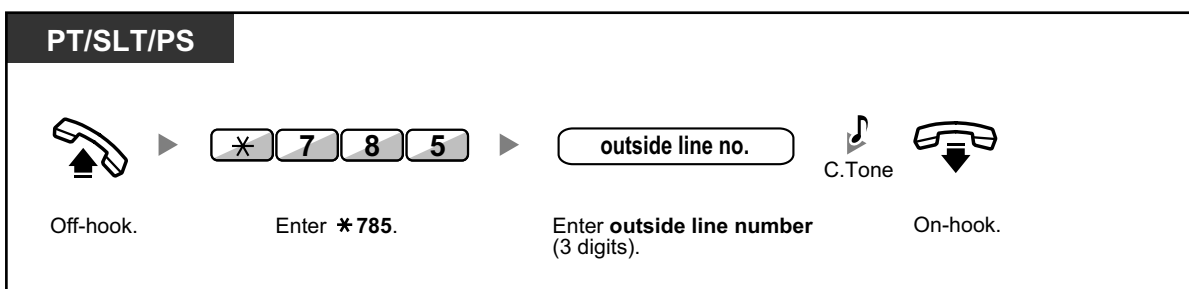 PT/SLT/PS
* 7 8 5
outside line no.
C.Tone
Off-hook.
Enter *785.
Enter outside line number
(3 digits).
On-hook.